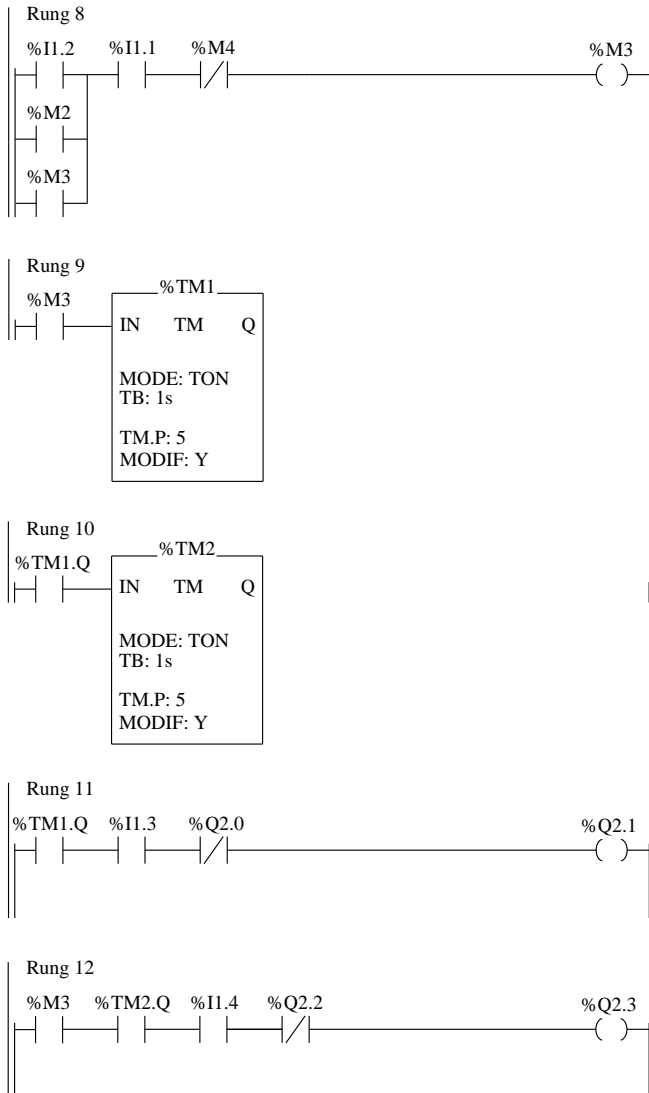 Rung 8
%I1.2 %I1.1 %M4 %M3
%M2
%M3
Rung 9
%M3 %TM1
IN TM Q
MODE: TON
TB: 1s
TM.P: 5
MODIF: Y
Rung 10
%TM1.Q %TM2
IN TM Q
MODE: TON
TB: 1s
TM.P: 5
MODIF: Y
Rung 11
%TM1.Q %I1.3 %Q2.0 %Q2.1
Rung 12
%M3 %TM2.Q %I1.4 %Q2.2 %Q2.3